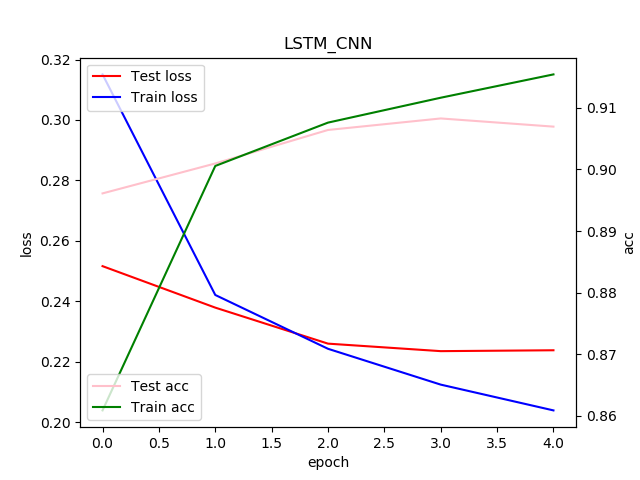 LSTM_CNN
Test loss
Train loss
Test acc
Train acc
0.32
0.30
0.28
0.26
0.24
0.22
0.20
loss
0.91
0.90
0.89
0.88
0.87
0.86
acc
0.0 0.5 1.0 1.5 2.0 2.5 3.0 3.5 4.0
epoch